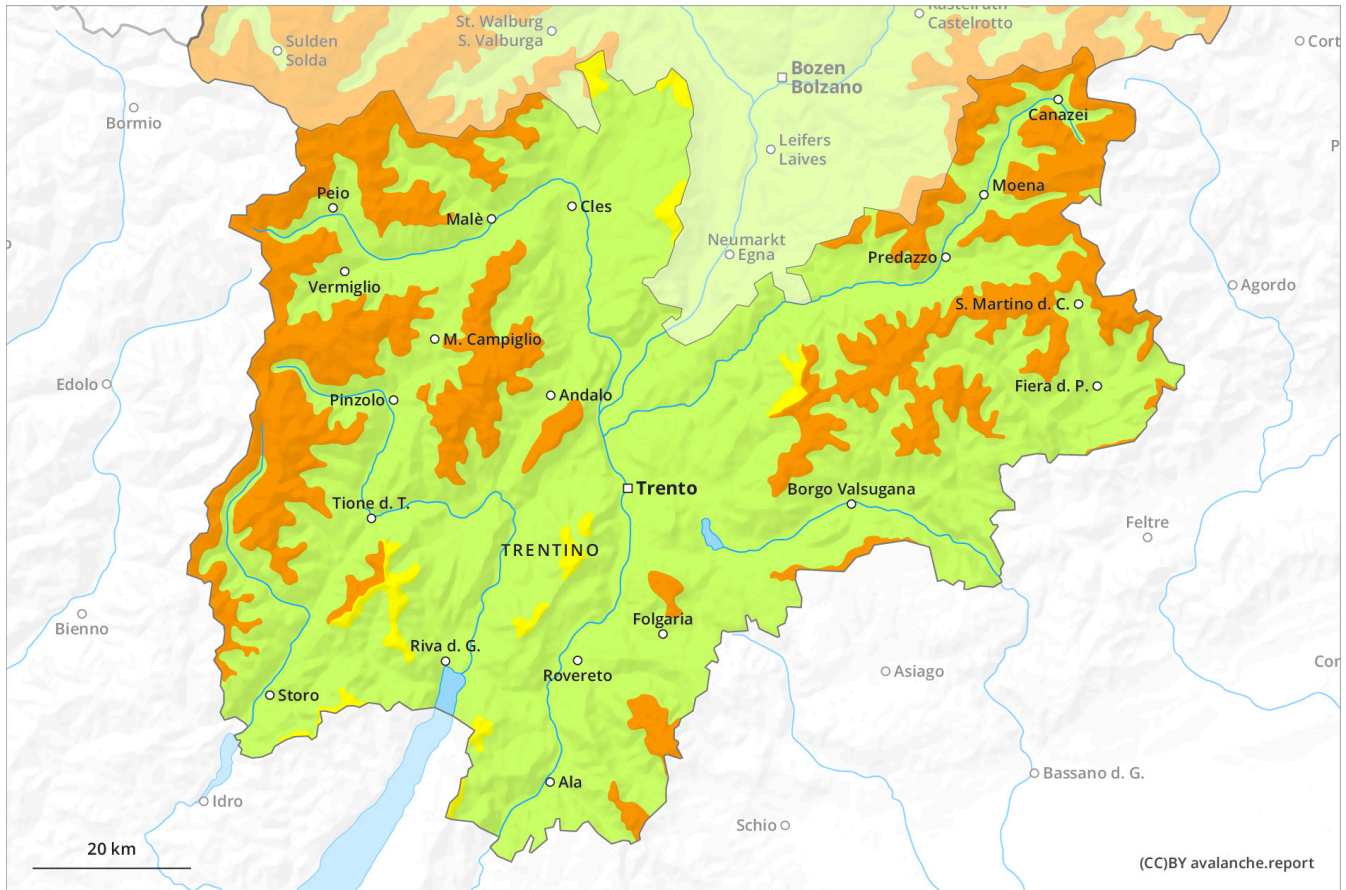 St. Walburg
S. Valburga
Kastelruth
Castelrotto
Sulden
Solda
Cort
Bozen
Bolzano
Bormio
Canazei
Leifers
Laives
P
Peio
Moena
Malè
Cles
Neumarkt
Egna
Predazzo
Vermiglio
Agordo
S. Martino d. C.
M. Campiglio
Edolo
Fiera d. P.
Andalo
Pinzolo
Trento
Borgo Valsugana
Tione d. T.
Feltre
TRENTINO
Bienno
Folgaria
Riva d. G.
Asiago
Cor
Rovereto
Storo
Bassano d. G.
Ala
Idro
Schio
20 km
(CC)BY avalanche.report